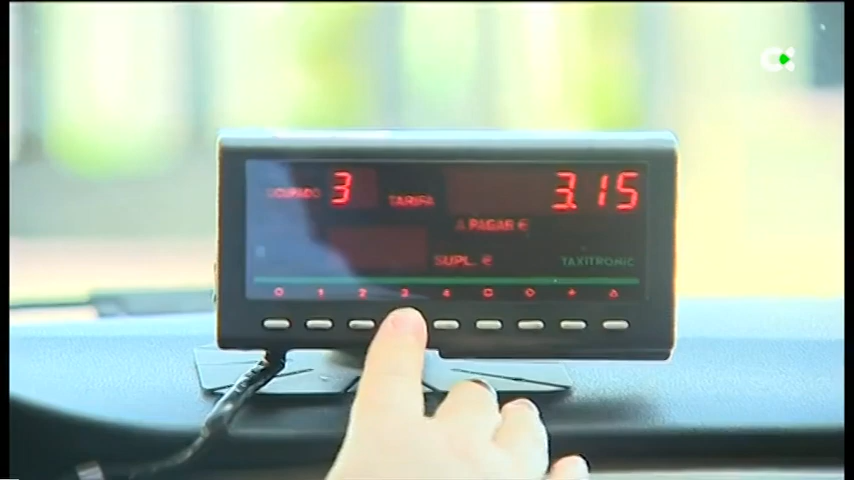 OCUPADO 3 TARIFA 3.15
A PAGAR €
SUPL. € TAXITRONIC
0 1 2 3 4